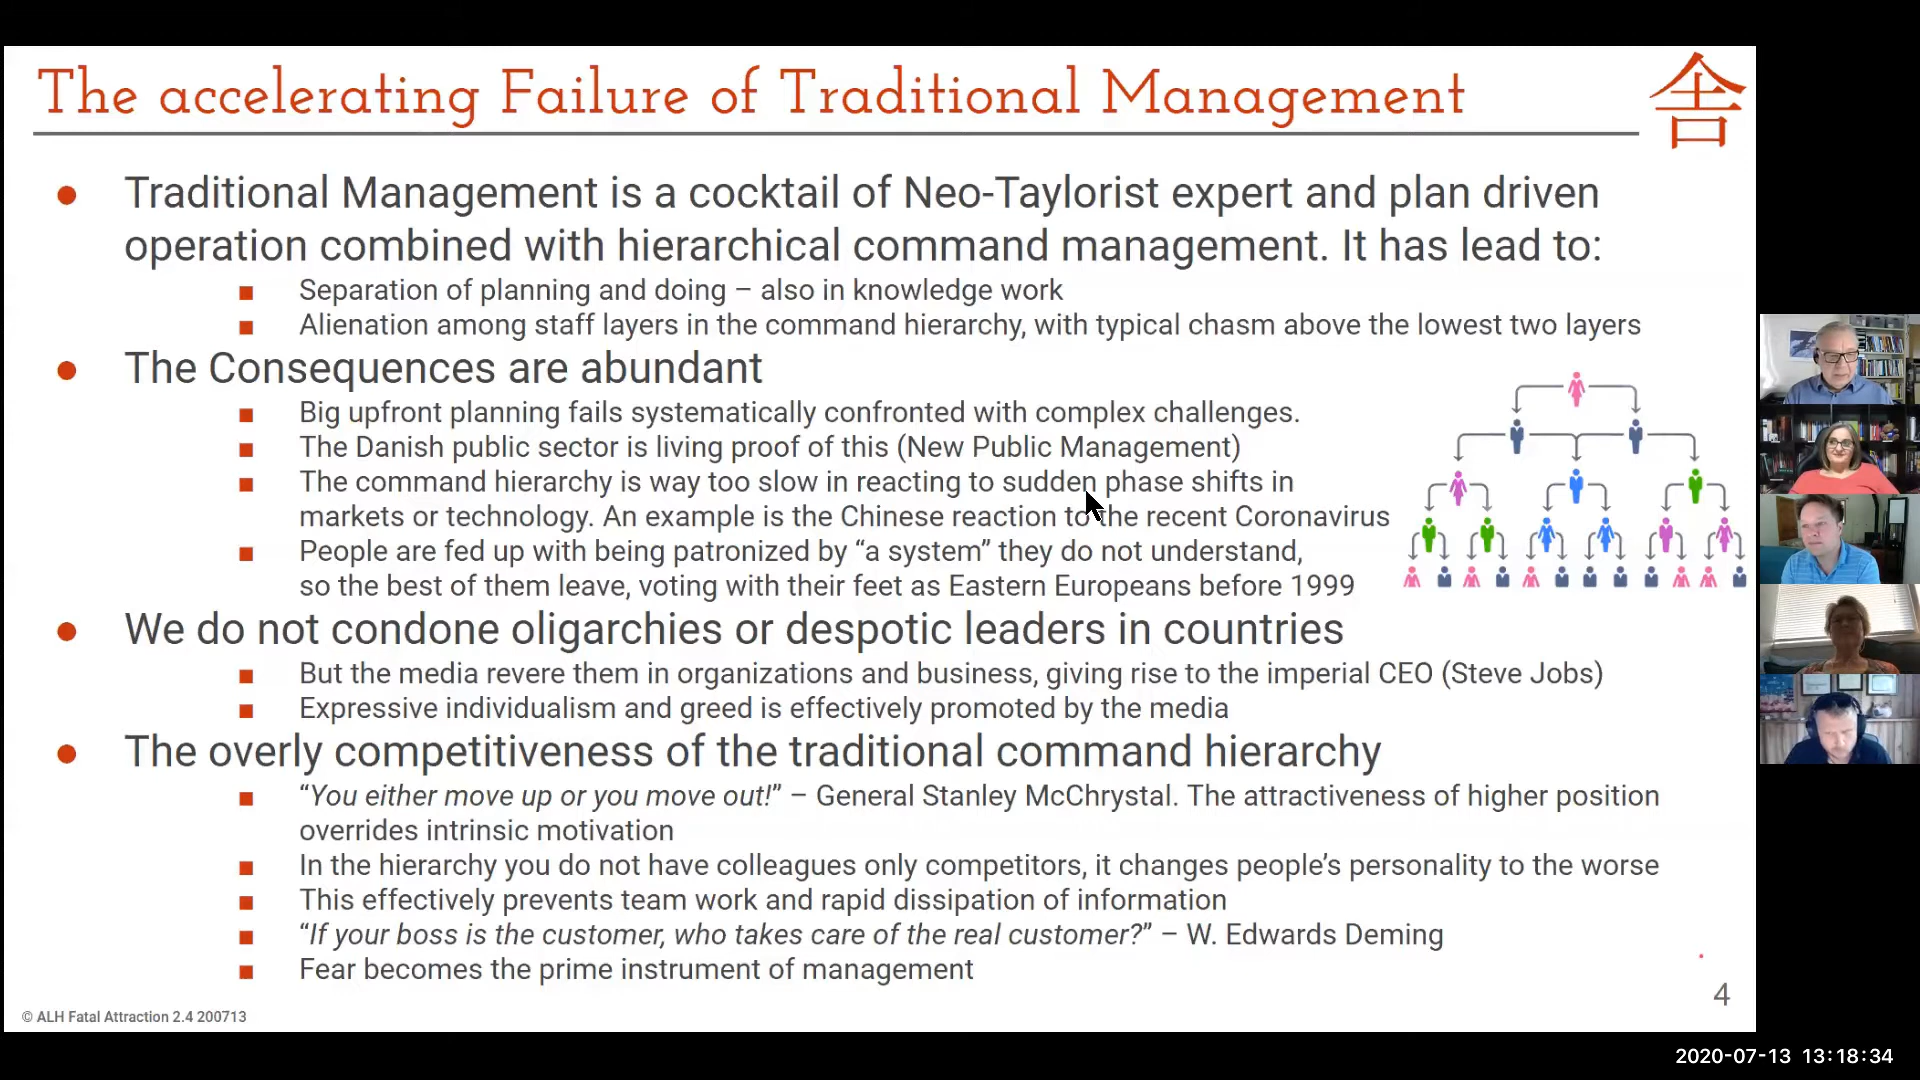 The accelerating Failure of Traditional Management
舎
● Traditional Management is a cocktail of Neo-Taylorist expert and plan driven
operation combined with hierarchical command management. It has lead to:
■ Separation of planning and doing – also in knowledge work
■ Alienation among staff layers in the command hierarchy, with typical chasm above the lowest two layers
● The Consequences are abundant
■ Big upfront planning fails systematically confronted with complex challenges.
■ The Danish public sector is living proof of this (New Public Management)
■ The command hierarchy is way too slow in reacting to sudden phase shifts in
markets or technology. An example is the Chinese reaction to the recent Coronavirus
■ People are fed up with being patronized by “a system” they do not understand,
so the best of them leave, voting with their feet as Eastern Europeans before 1999
● We do not condone oligarchies or despotic leaders in countries
■ But the media revere them in organizations and business, giving rise to the imperial CEO (Steve Jobs)
■ Expressive individualism and greed is effectively promoted by the media
● The overly competitiveness of the traditional command hierarchy
■ “You either move up or you move out!” – General Stanley McChrystal. The attractiveness of higher position
overrides intrinsic motivation
■ In the hierarchy you do not have colleagues only competitors, it changes people’s personality to the worse
■ This effectively prevents team work and rapid dissipation of information
■ “If your boss is the customer, who takes care of the real customer?” – W. Edwards Deming
■ Fear becomes the prime instrument of management
4
© ALH Fatal Attraction 2.4 200713
2020-07-13 13:18:34